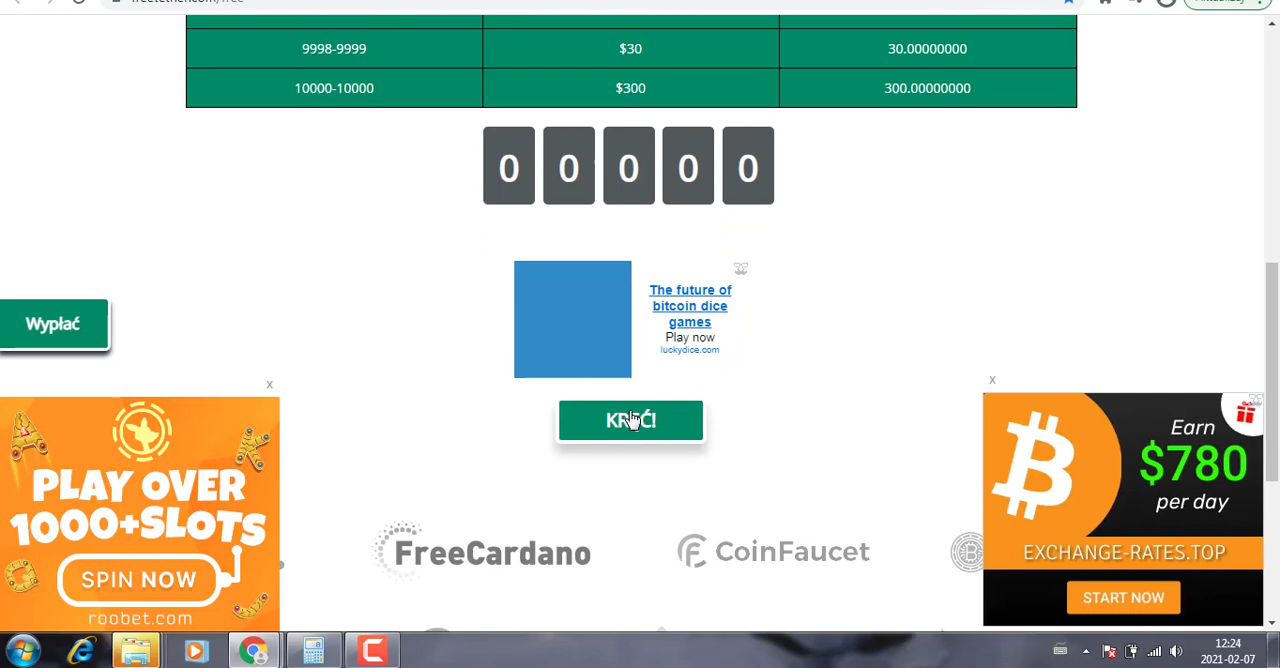 9998-9999 $30 30.00000000
10000-10000 $300 300.00000000
0 0 0 0 0
The future of
bitcoin dice
games
Play now
luckydice.com
Wypłać
x
PLAY OVER
1000+SLOTS
SPIN NOW
roobet.com
x
Earn
$780
per day
EXCHANGE-RATES.TOP
START NOW
FreeCardano
CoinFaucet
12:24
2021-02-07